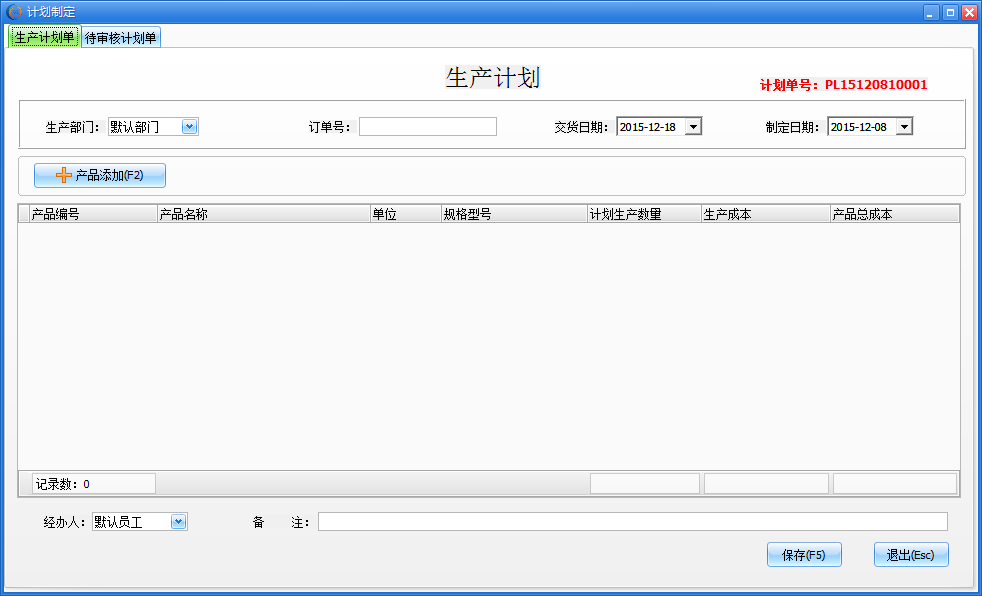 计划制定
生产计划单 待审核计划单
生产计划
计划单号：PL15120810001
生产部门： 默认部门 订单号： 交货日期： 2015-12-18 制定日期： 2015-12-08
产品添加(F2)
产品编号 产品名称 单位 规格型号 计划生产数量 生产成本 产品总成本
记录数：0
经办人： 默认员工 备 注：
保存(F5) 退出(Esc)